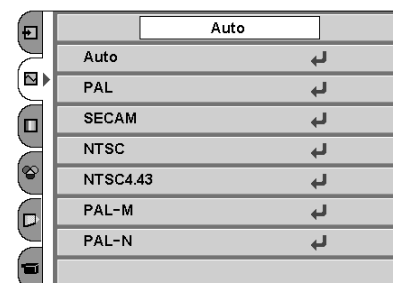 Auto
Auto
PAL
SECAM
NTSC
NTSC4.43
PAL-M
PAL-N